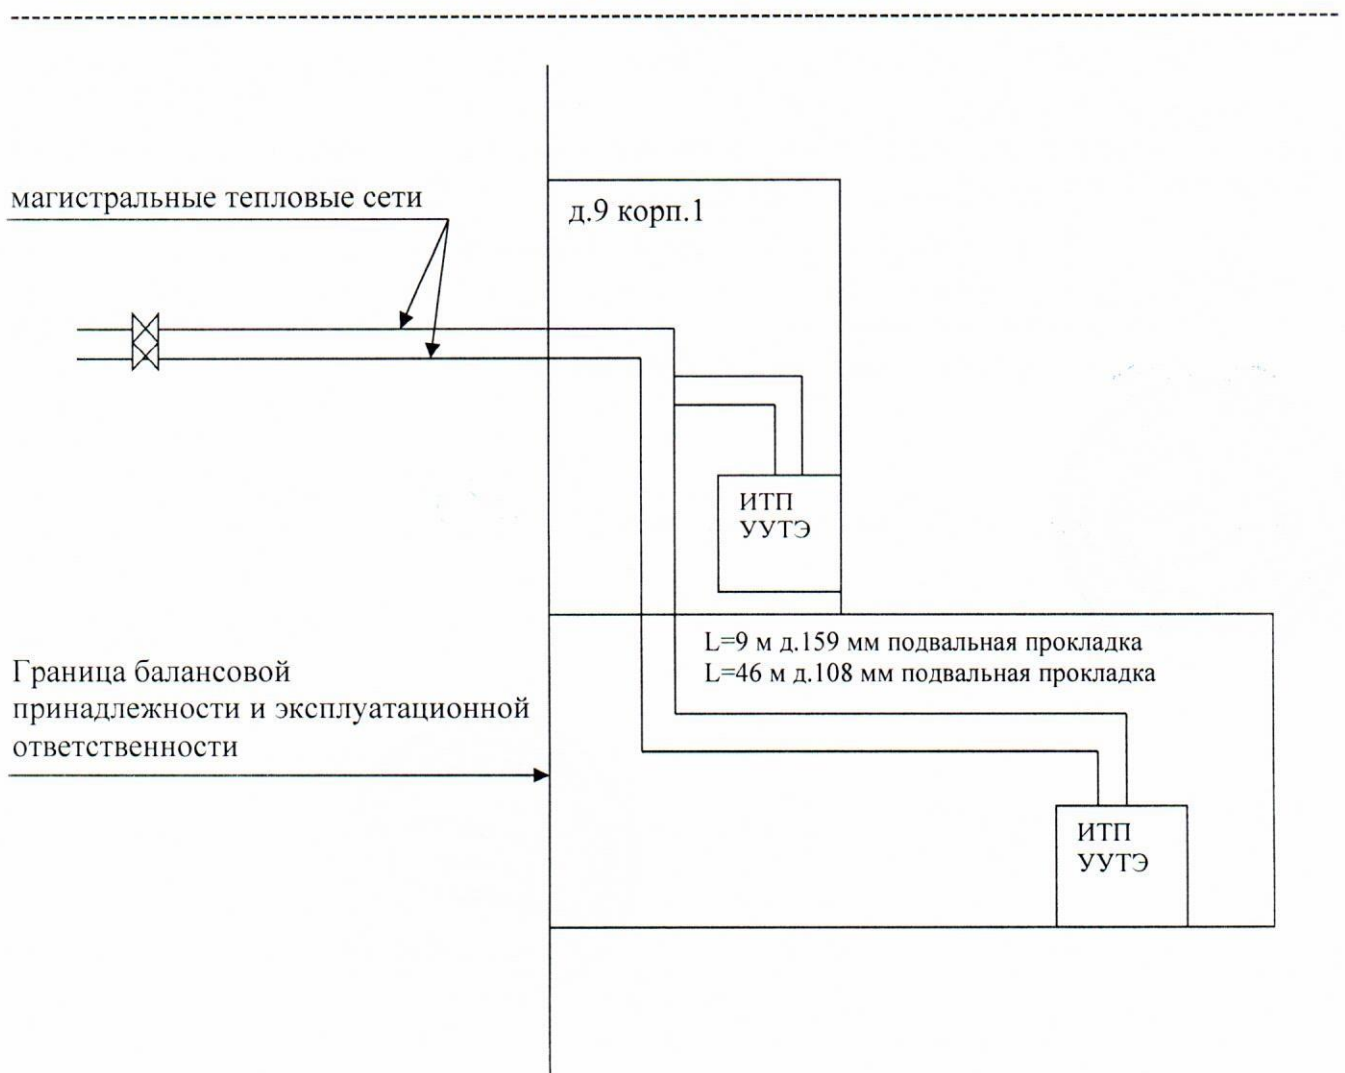 магистральные тепловые сети
д.9 корп.1
ИТП
УУТЭ
L=9 м д.159 мм подвальная прокладка
L=46 м д.108 мм подвальная прокладка
Граница балансовой
принадлежности и эксплуатационной
ответственности
ИТП
УУТЭ